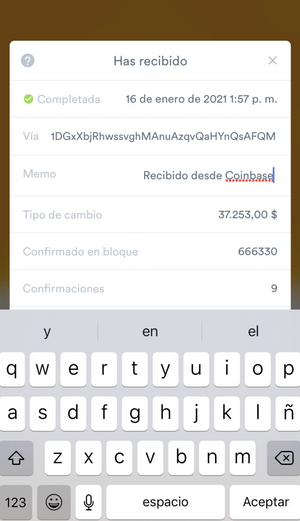 Has recibido
Completada 16 de enero de 2021 1:57 p. m.
Vía 1DGxXbjRhwssvghMAnuAzqvQaHYnQsAFQM
Memo Recibido desde Coinbase
Tipo de cambio 37.253,00 $
Confirmado en bloque 666330
Confirmaciones 9
y en el
q w e r t y u i o p
a s d f g h j k l ñ
z x c v b n m
123 espacio Aceptar